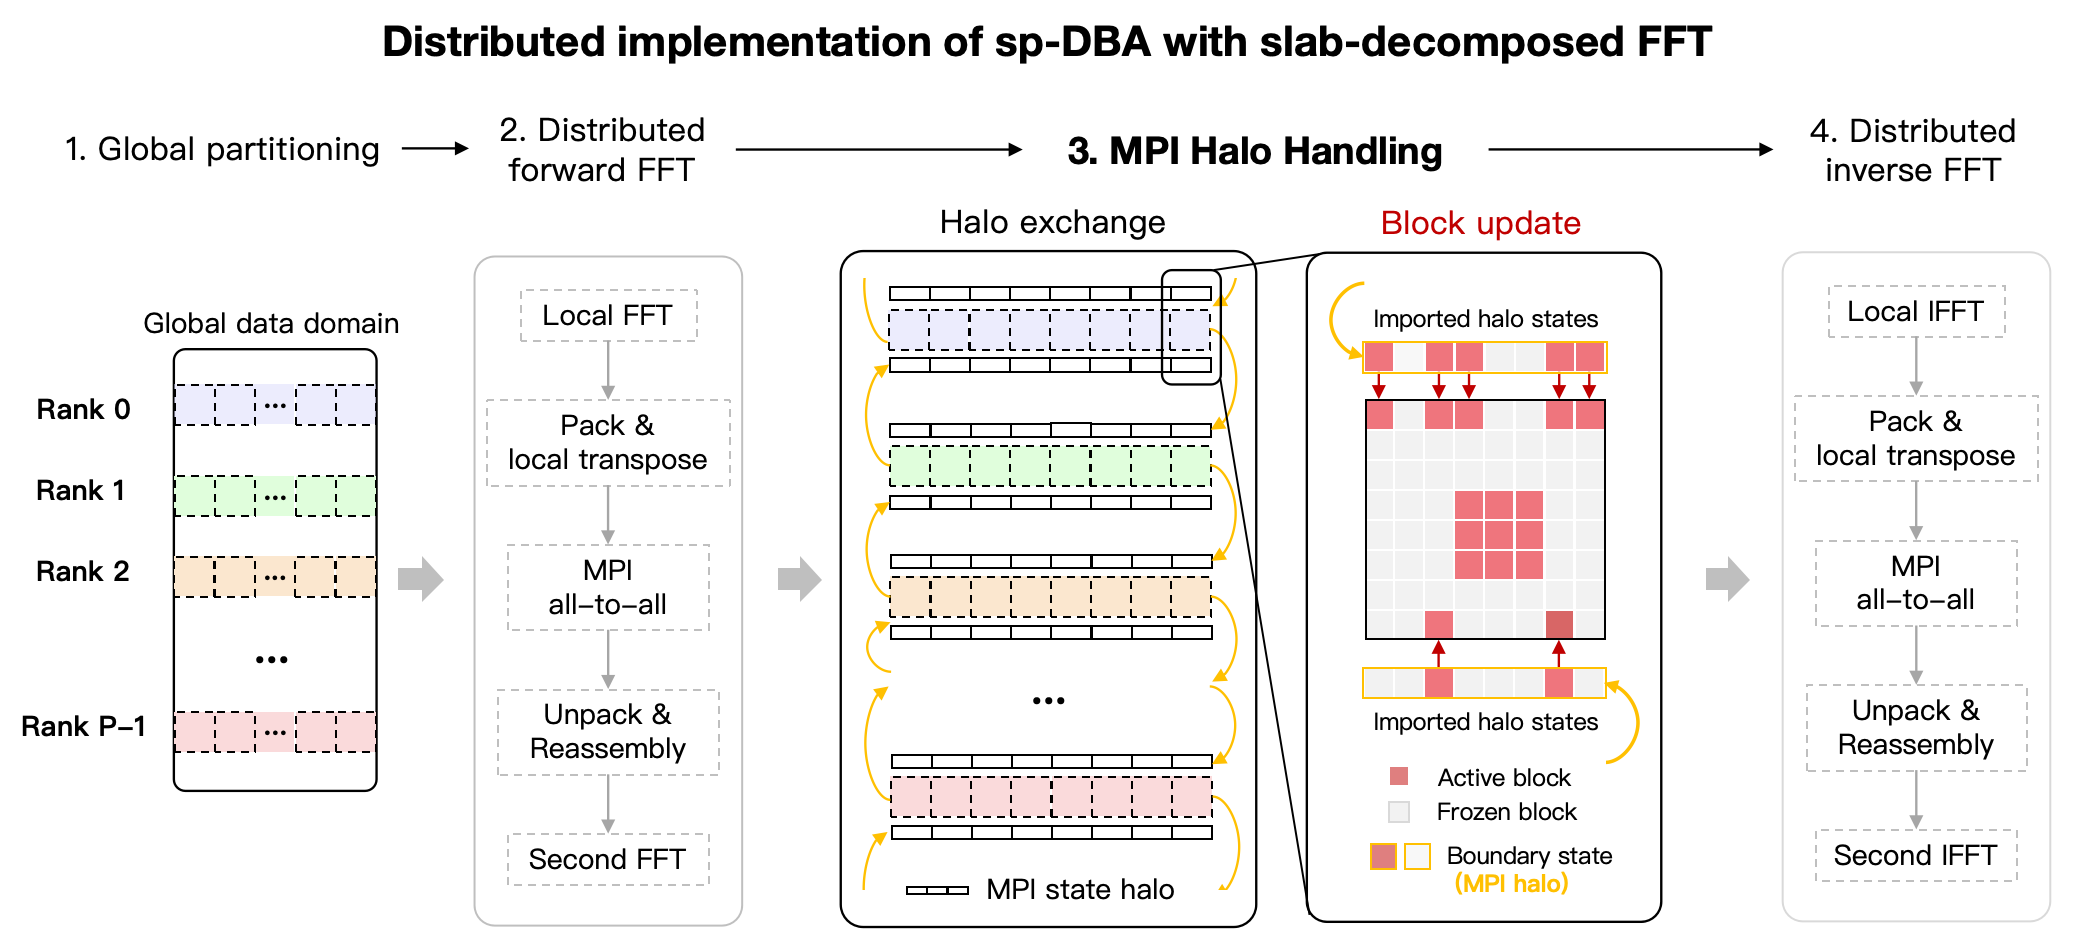 Distributed implementation of sp-DBA with slab-decomposed FFT
1. Global partitioning
2. Distributed
forward FFT
3. MPI Halo Handling
4. Distributed
inverse FFT
Global data domain
Rank 0
...
Rank 1
...
Rank 2
...
...
Rank P-1
...
Local FFT
Pack &
local transpose
MPI
all-to-all
Unpack &
Reassembly
Second FFT
Halo exchange
...
MPI state halo
Block update
Imported halo states
Imported halo states
Active block
Frozen block
Boundary state
(MPI halo)
Local IFFT
Pack &
local transpose
MPI
all-to-all
Unpack &
Reassembly
Second IFFT